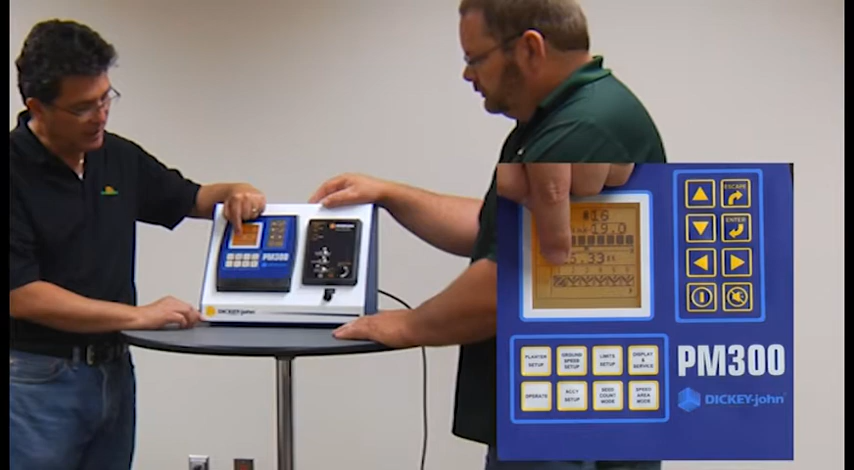 PM300
DICKEY-john
#16
19.0
5.33
ESCAPE
ENTER
PLANTER SETUP
GROUND SPEED SETUP
LIMITS SETUP
DISPLAY & SERVICE
OPERATE
ACCY SETUP
SEED COUNT MODE
SPEED AREA MODE
PM300
DICKEY-john